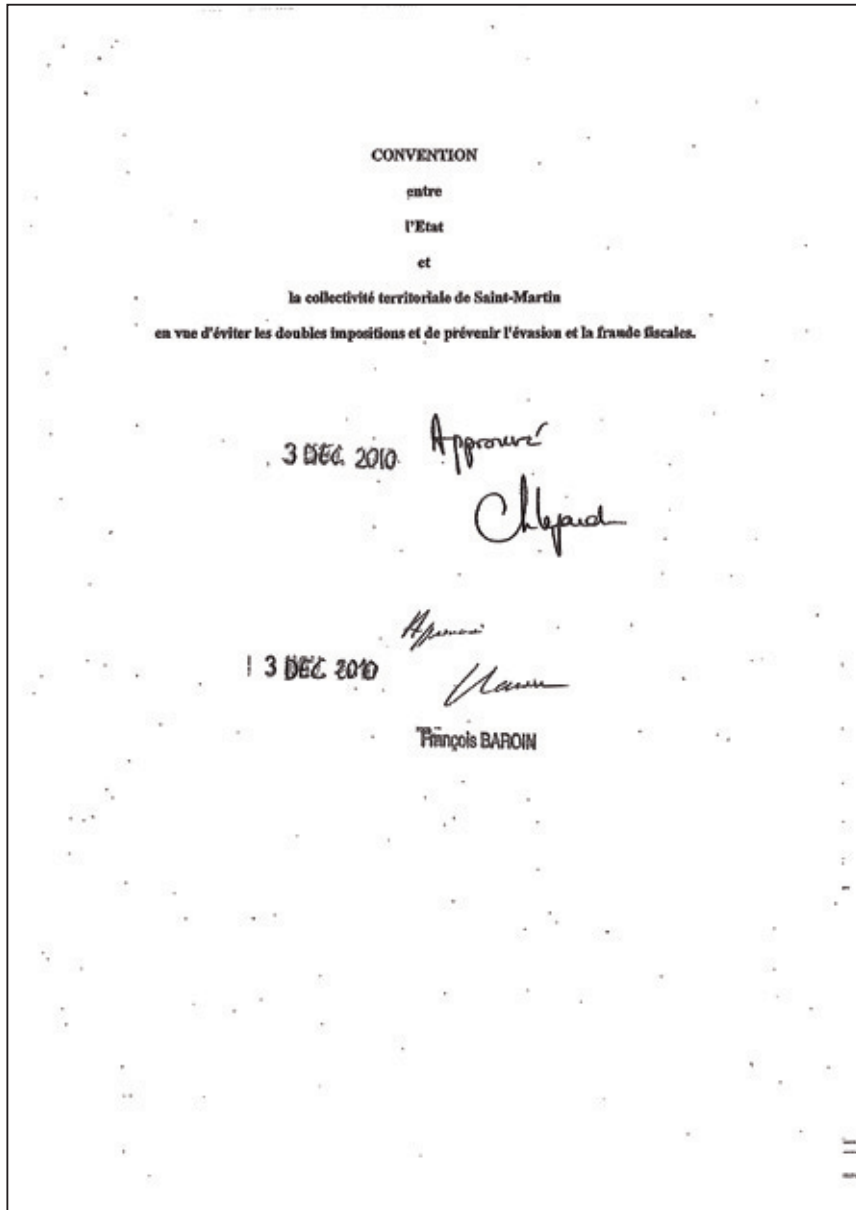 CONVENTION
entre
l'Etat
et
la collectivité territoriale de Saint-Martin
en vue d'éviter les doubles impositions et de prévenir l'évasion et la fraude fiscales.
3 DEC. 2010 Approuvé
3 DEC. 2010
François BAROIN